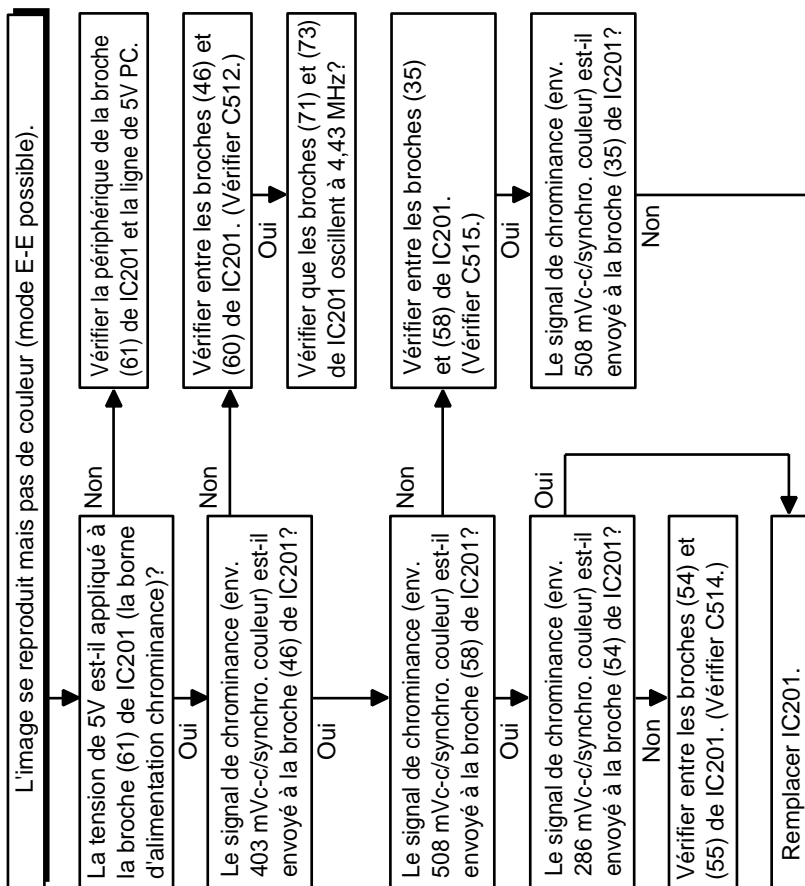 L'image se reproduit mais pas de couleur (mode E-E possible).
La tension de 5V est-il appliqué à
la broche (61) de IC201 (la borne
d'alimentation chrominance)?
Non
Vérifier la périphérique de la broche
(61) de IC201 et la ligne de 5V PC.
Oui
Le signal de chrominance (env.
403 mVc-c/synchro. couleur) est-il
envoyé à la broche (46) de IC201?
Non
Vérifier entre les broches (46) et
(60) de IC201. (Vérifier C512.)
Oui
Vérifier que les broches (71) et (73)
de IC201 oscillent à 4,43 MHz?
Oui
Le signal de chrominance (env.
508 mVc-c/synchro. couleur) est-il
envoyé à la broche (58) de IC201?
Non
Vérifier entre les broches (35)
et (58) de IC201.
(Vérifier C515.)
Oui
Le signal de chrominance (env.
508 mVc-c/synchro. couleur) est-il
envoyé à la broche (35) de IC201?
Non
Oui
Le signal de chrominance (env.
286 mVc-c/synchro. couleur) est-il
envoyé à la broche (54) de IC201?
Oui
Non
Vérifier entre les broches (54) et
(55) de IC201. (Vérifier C514.)
Remplacer IC201.